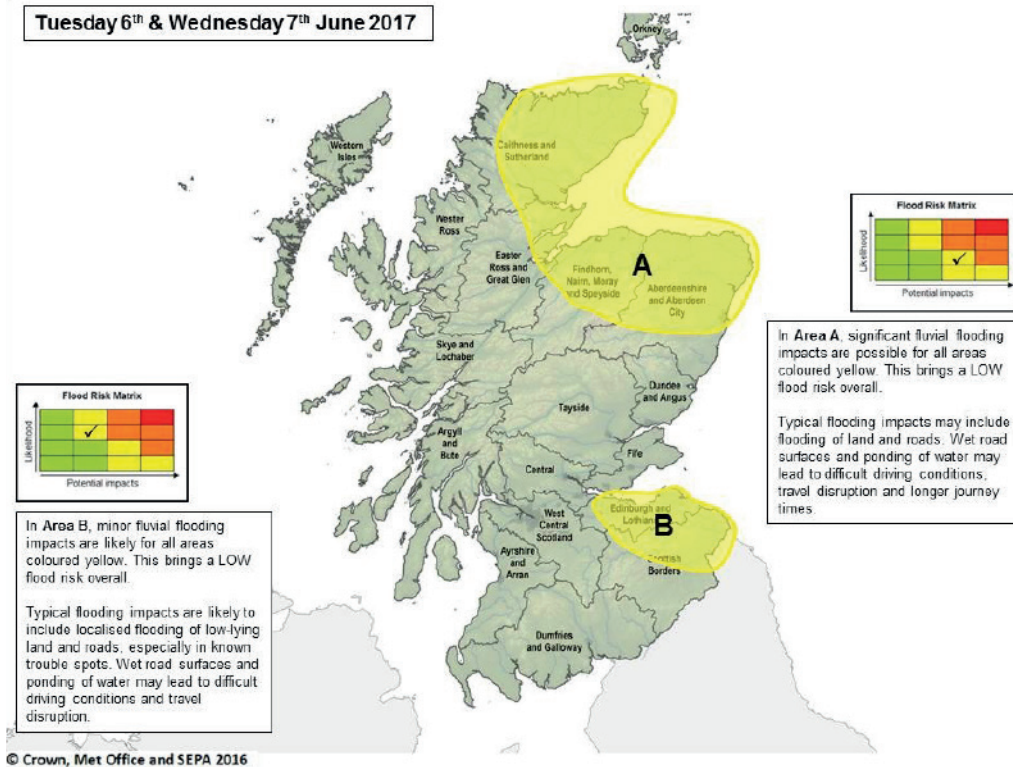 Tuesday 6th & Wednesday 7th June 2017
Orkney
Western
Isles
Caithness and
Sutherland
Wester
Ross
Easter
Ross and
Great Glen
A
Findhorn,
Nairn, Moray
and Speyside
Aberdeenshire
and Aberdeen
City
Skye and
Lochaber
Dundee
and Angus
Tayside
Argyll
and
Bute
Central
Fife
Edinburgh and
Lothians
B
West
Central
Scotland
Scottish
Borders
Ayrshire
and
Arran
Dumfries
and Galloway
Flood Risk Matrix
Likelihood
Potential impacts
In Area A, significant fluvial flooding
impacts are possible for all areas
coloured yellow. This brings a LOW
flood risk overall.
Typical flooding impacts may include
flooding of land and roads. Wet road
surfaces and ponding of water may
lead to difficult driving conditions,
travel disruption and longer journey
times.
Flood Risk Matrix
Likelihood
Potential impacts
In Area B, minor fluvial flooding
impacts are likely for all areas
coloured yellow. This brings a LOW
flood risk overall.
Typical flooding impacts are likely to
include localised flooding of low-lying
land and roads, especially in known
trouble spots. Wet road surfaces and
ponding of water may lead to difficult
driving conditions and travel
disruption.
© Crown, Met Office and SEPA 2016